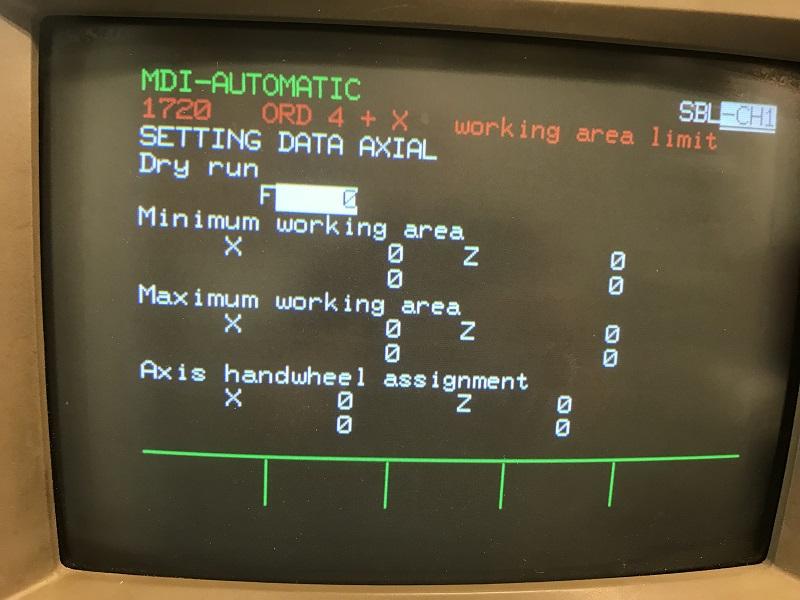 MDI-AUTOMATIC
1720 ORD 4 + X working area limit SBL-CH1
SETTING DATA AXIAL
Dry run
F 0
Minimum working area
X 0 Z 0
0 0
Maximum working area
X 0 Z 0
0 0
Axis handwheel assignment
X 0 Z 0
0 0